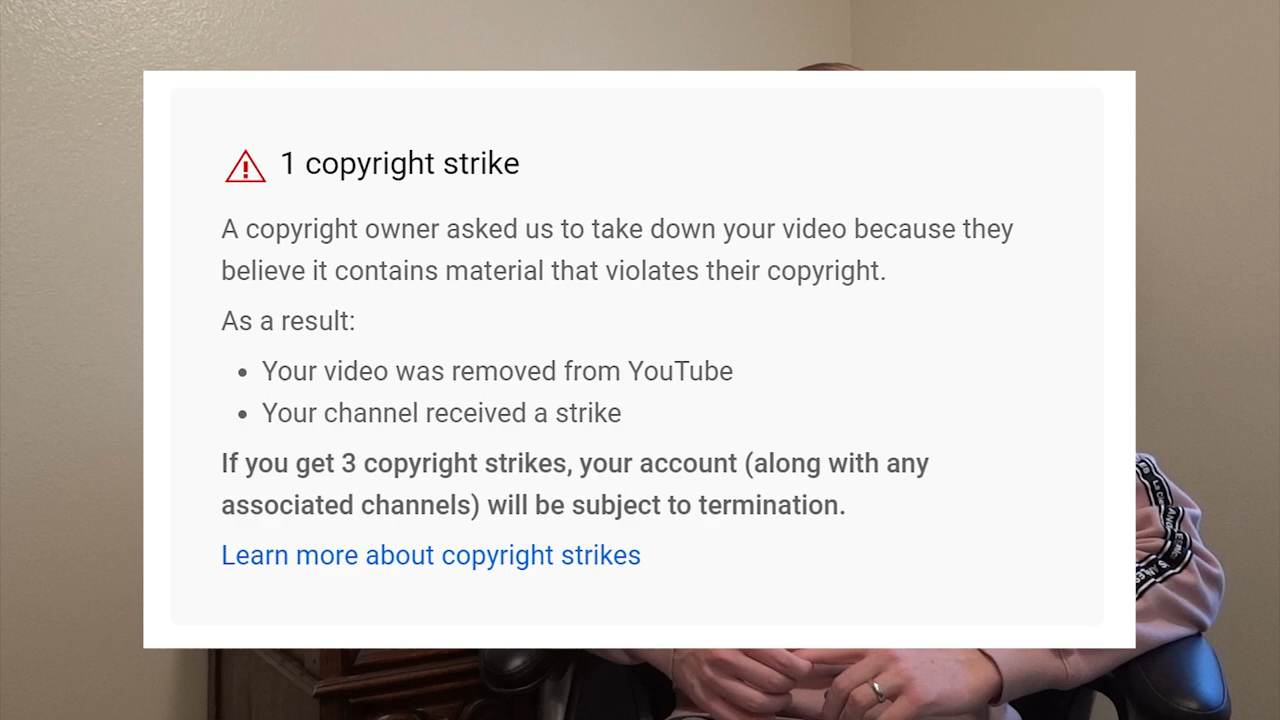 1 copyright strike
A copyright owner asked us to take down your video because they
believe it contains material that violates their copyright.
As a result:
• Your video was removed from YouTube
• Your channel received a strike
If you get 3 copyright strikes, your account (along with any
associated channels) will be subject to termination.
Learn more about copyright strikes